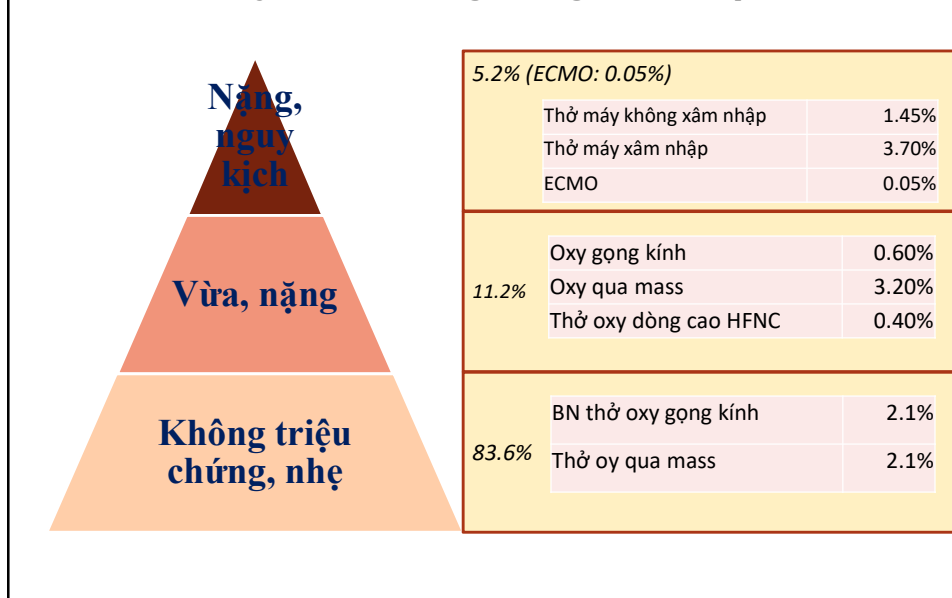 Nặng,
nguy
kịch
5.2% (ECMO: 0.05%)
Thở máy không xâm nhập 1.45%
Thở máy xâm nhập 3.70%
ECMO 0.05%
Vừa, nặng
11.2%
Oxy gọng kính 0.60%
Oxy qua mass 3.20%
Thở oxy dòng cao HFNC 0.40%
Không triệu
chứng, nhẹ
83.6%
BN thở oxy gọng kính 2.1%
Thở oy qua mass 2.1%